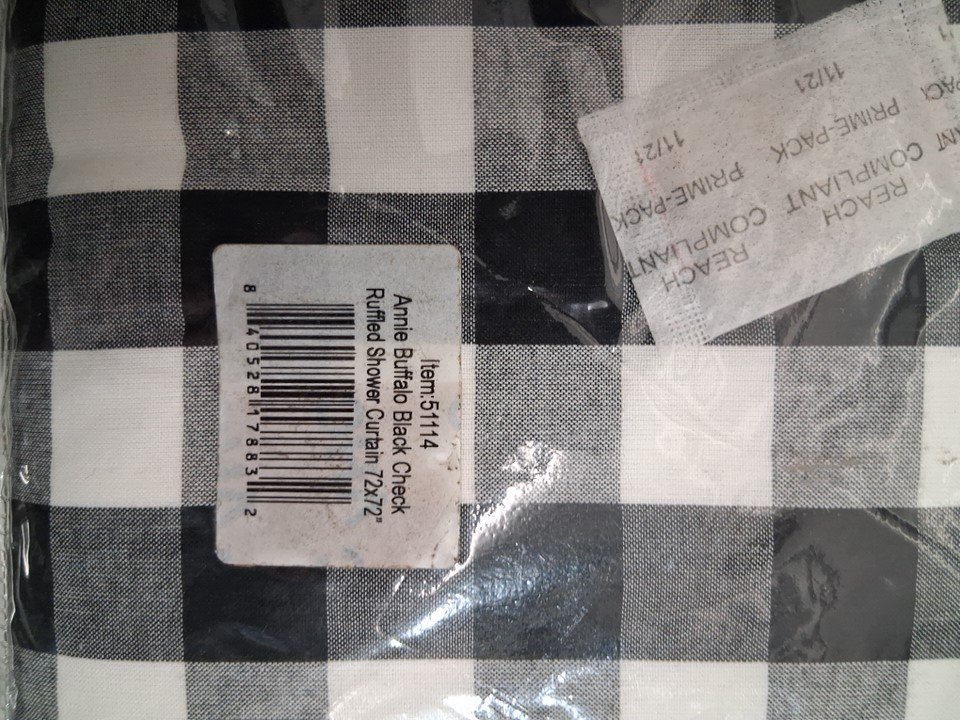 Item:51114
Annie Buffalo Black Check
Ruffled Shower Curtain 72x72"
8 40528 17883 2
REACH
COMPLIANT
PRIME-PACK
11/21
REACH
COMPLIANT
PRIME-PACK
11/21